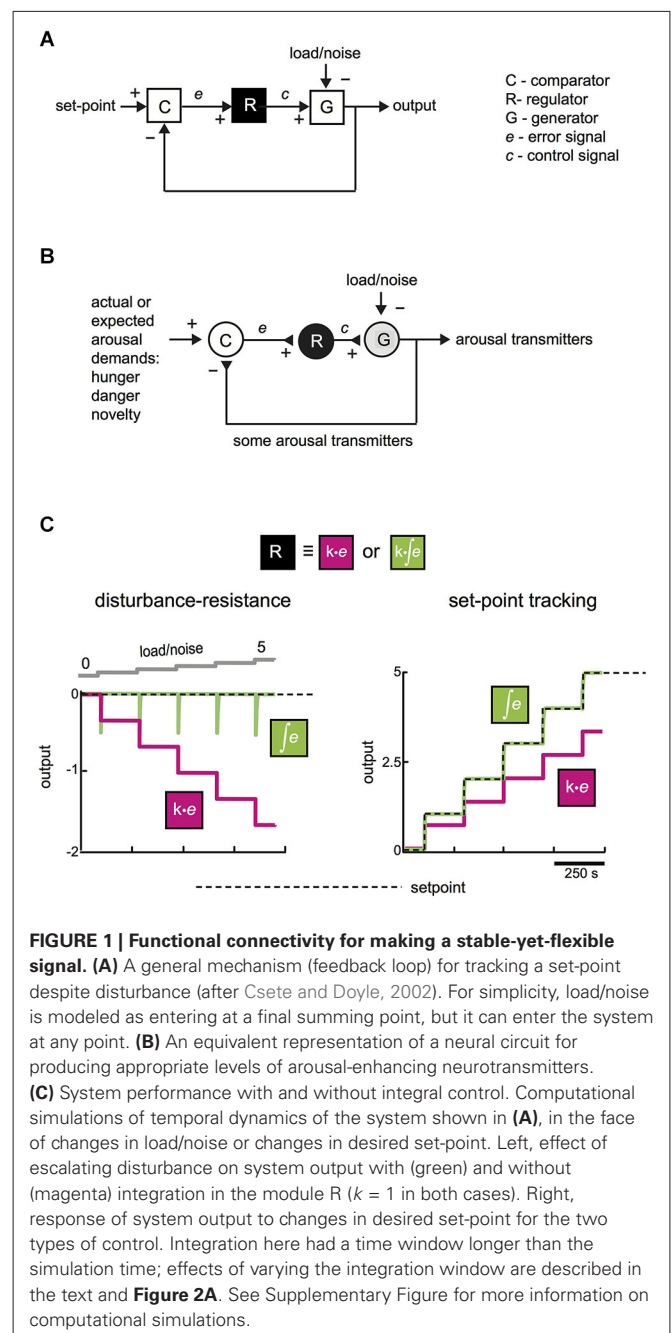 A
load/noise
C - comparator
R- regulator
G - generator
e - error signal
c - control signal
set-point + C e + R c + G − output
−
B
load/noise
actual or
expected
arousal
demands:
hunger
danger
novelty
+ C e + R c + G − arousal transmitters
−
some arousal transmitters
C
R ≡ k•e or k•∫e
disturbance-resistance
set-point tracking
0 load/noise 5
0
-1
-2
output
∫e
k•e
5
2.5
0
output
∫e
k•e
250 s
setpoint
FIGURE 1 | Functional connectivity for making a stable-yet-flexible
signal. (A) A general mechanism (feedback loop) for tracking a set-point
despite disturbance (after Csete and Doyle, 2002). For simplicity, load/noise
is modeled as entering at a final summing point, but it can enter the system
at any point. (B) An equivalent representation of a neural circuit for
producing appropriate levels of arousal-enhancing neurotransmitters.
(C) System performance with and without integral control. Computational
simulations of temporal dynamics of the system shown in (A), in the face
of changes in load/noise or changes in desired set-point. Left, effect of
escalating disturbance on system output with (green) and without
(magenta) integration in the module R (k = 1 in both cases). Right,
response of system output to changes in desired set-point for the two
types of control. Integration here had a time window longer than the
simulation time; effects of varying the integration window are described in
the text and Figure 2A. See Supplementary Figure for more information on
computational simulations.